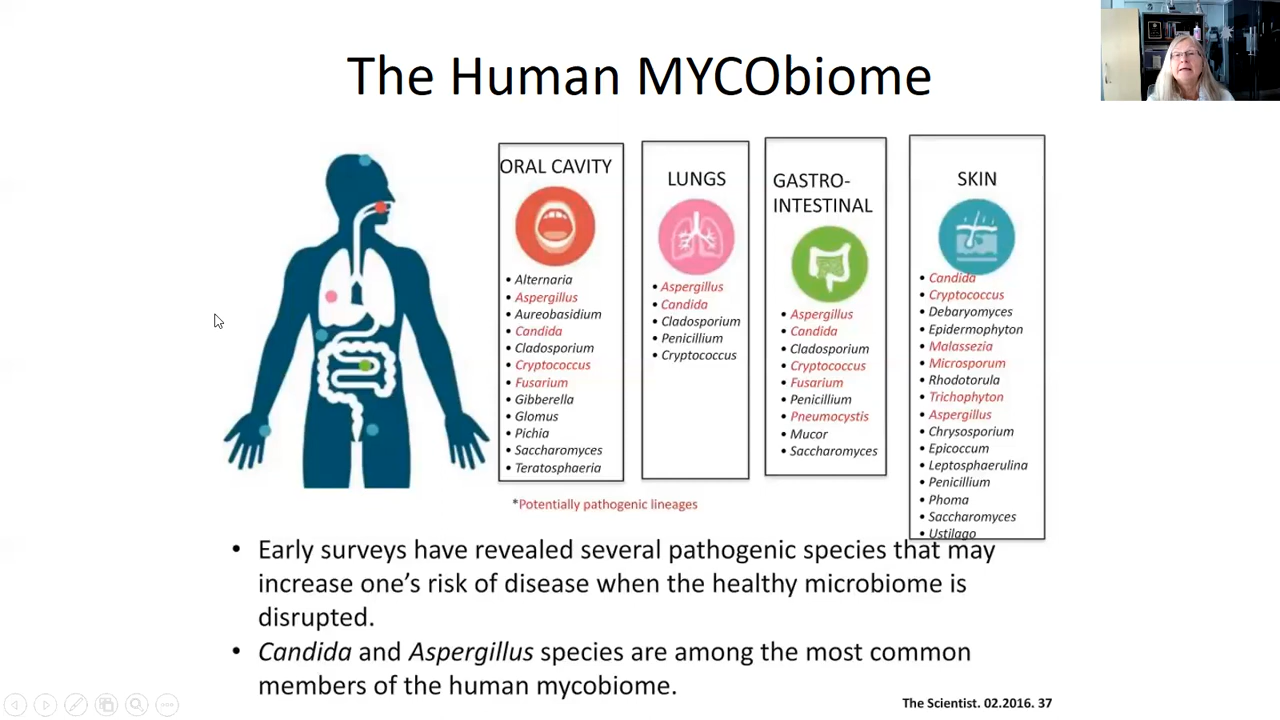 The Human MYCObiome
ORAL CAVITY
• Alternaria
• Aspergillus
• Aureobasidium
• Candida
• Cladosporium
• Cryptococcus
• Fusarium
• Gibberella
• Glomus
• Pichia
• Saccharomyces
• Teratosphaeria
LUNGS
• Aspergillus
• Candida
• Cladosporium
• Penicillium
• Cryptococcus
GASTRO-
INTESTINAL
• Aspergillus
• Candida
• Cladosporium
• Cryptococcus
• Fusarium
• Penicillium
• Pneumocystis
• Mucor
• Saccharomyces
SKIN
• Candida
• Cryptococcus
• Debaryomyces
• Epidermophyton
• Malassezia
• Microsporum
• Rhodotorula
• Trichophyton
• Aspergillus
• Chrysosporium
• Epicoccum
• Leptosphaerulina
• Penicillium
• Phoma
• Saccharomyces
• Ustilago
*Potentially pathogenic lineages
• Early surveys have revealed several pathogenic species that may
increase one’s risk of disease when the healthy microbiome is
disrupted.
• Candida and Aspergillus species are among the most common
members of the human mycobiome.
The Scientist. 02.2016. 37